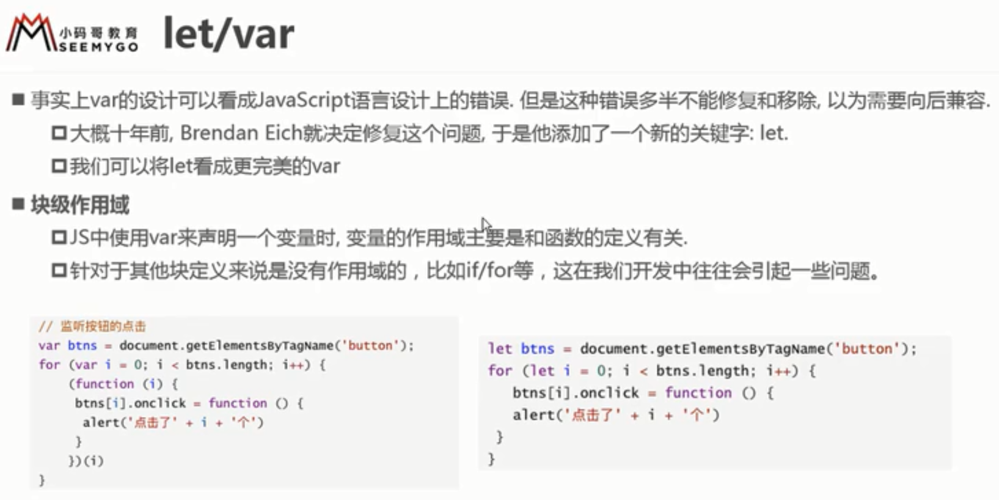 小码哥教育
SEEMYGO
let/var
事实上var的设计可以看成JavaScript语言设计上的错误. 但是这种错误多半不能修复和移除, 以为需要向后兼容.
大概十年前, Brendan Eich就决定修复这个问题, 于是他添加了一个新的关键字: let.
我们可以将let看成更完美的var
块级作用域
JS中使用var来声明一个变量时, 变量的作用域主要是和函数的定义有关.
针对于其他块定义来说是没有作用域的，比如if/for等，这在我们开发中往往会引起一些问题。
// 监听按钮的点击
var btns = document.getElementsByTagName('button');
for (var i = 0; i < btns.length; i++) {
(function (i) {
btns[i].onclick = function () {
alert('点击了' + i + '个')
}
})(i)
}
let btns = document.getElementsByTagName('button');
for (let i = 0; i < btns.length; i++) {
btns[i].onclick = function () {
alert('点击了' + i + '个')
}
}